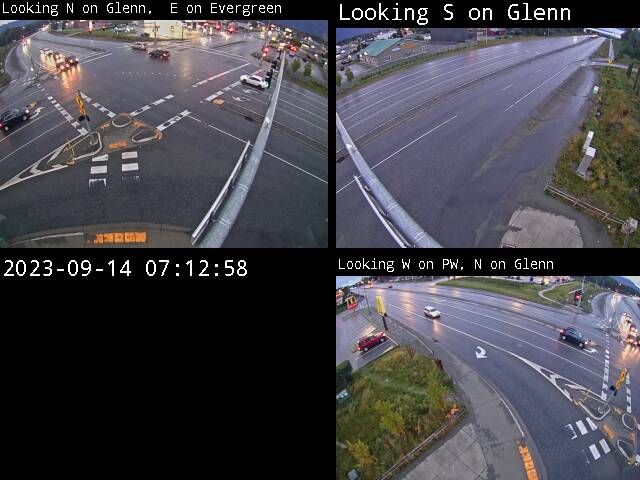 Looking N on Glenn, E on Evergreen
Looking S on Glenn
2023-09-14 07:12:58
Looking W on PW, N on Glenn